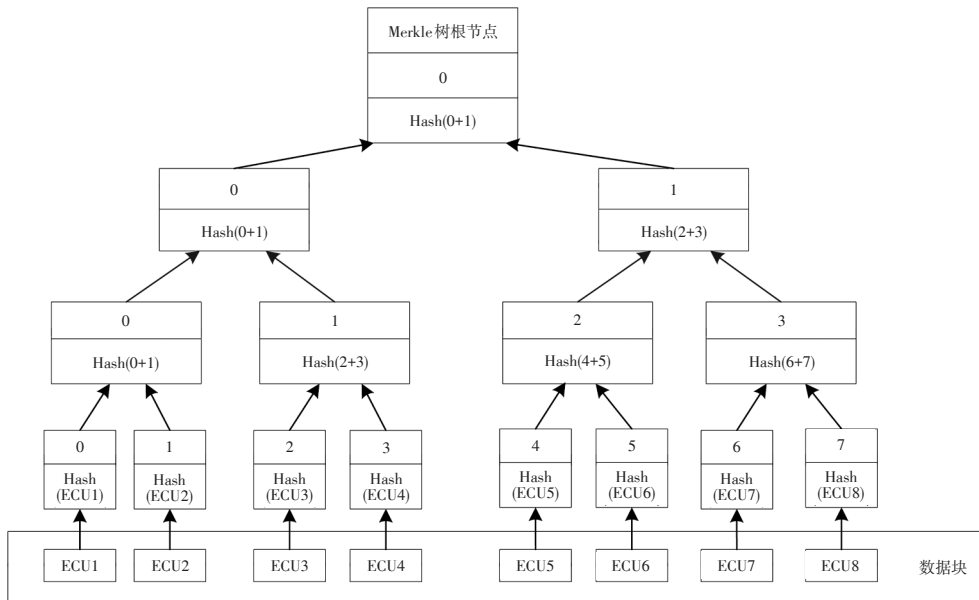 Merkle树根节点
0
Hash(0+1)
0
1
Hash(0+1)
Hash(2+3)
0
1
2
3
Hash(0+1)
Hash(2+3)
Hash(4+5)
Hash(6+7)
0
1
2
3
4
5
6
7
Hash
(ECU1)
Hash
(ECU2)
Hash
(ECU3)
Hash
(ECU4)
Hash
(ECU5)
Hash
(ECU6)
Hash
(ECU7)
Hash
(ECU8)
ECU1
ECU2
ECU3
ECU4
ECU5
ECU6
ECU7
ECU8
数据块